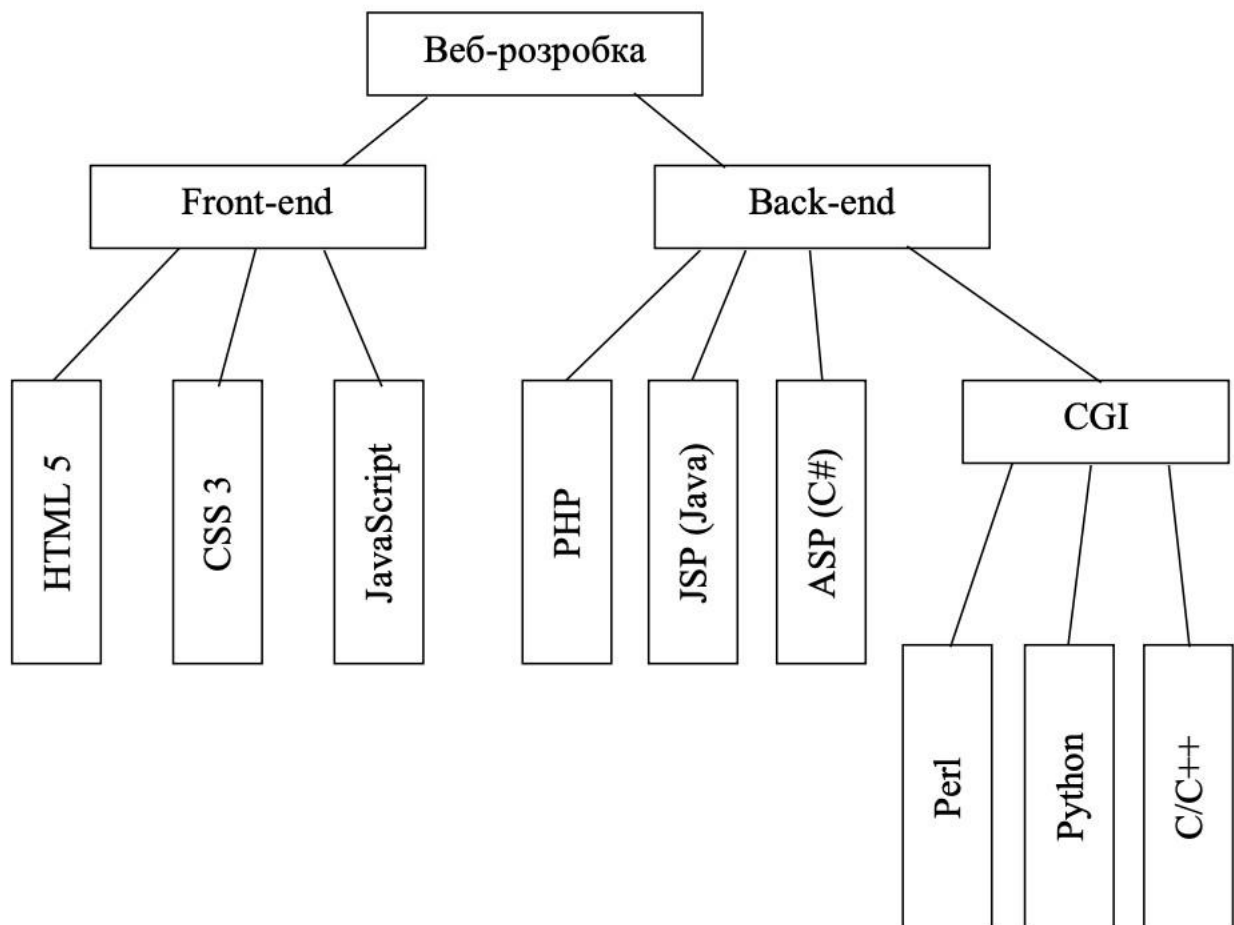 Веб-розробка
Front-end
Back-end
HTML 5
CSS 3
JavaScript
PHP
JSP (Java)
ASP (C#)
CGI
Perl
Python
C/C++